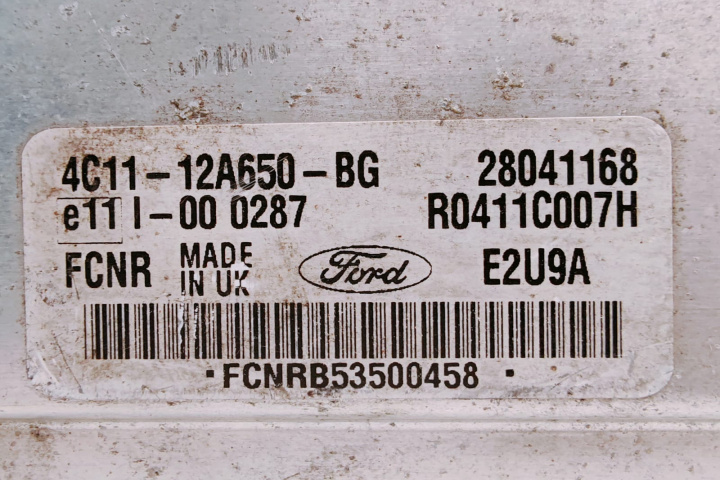 4C11-12A650-BG 28041168
e11 I-00 0287 R0411C007H
FCNR MADE IN UK Ford E2U9A
FCNRB53500458